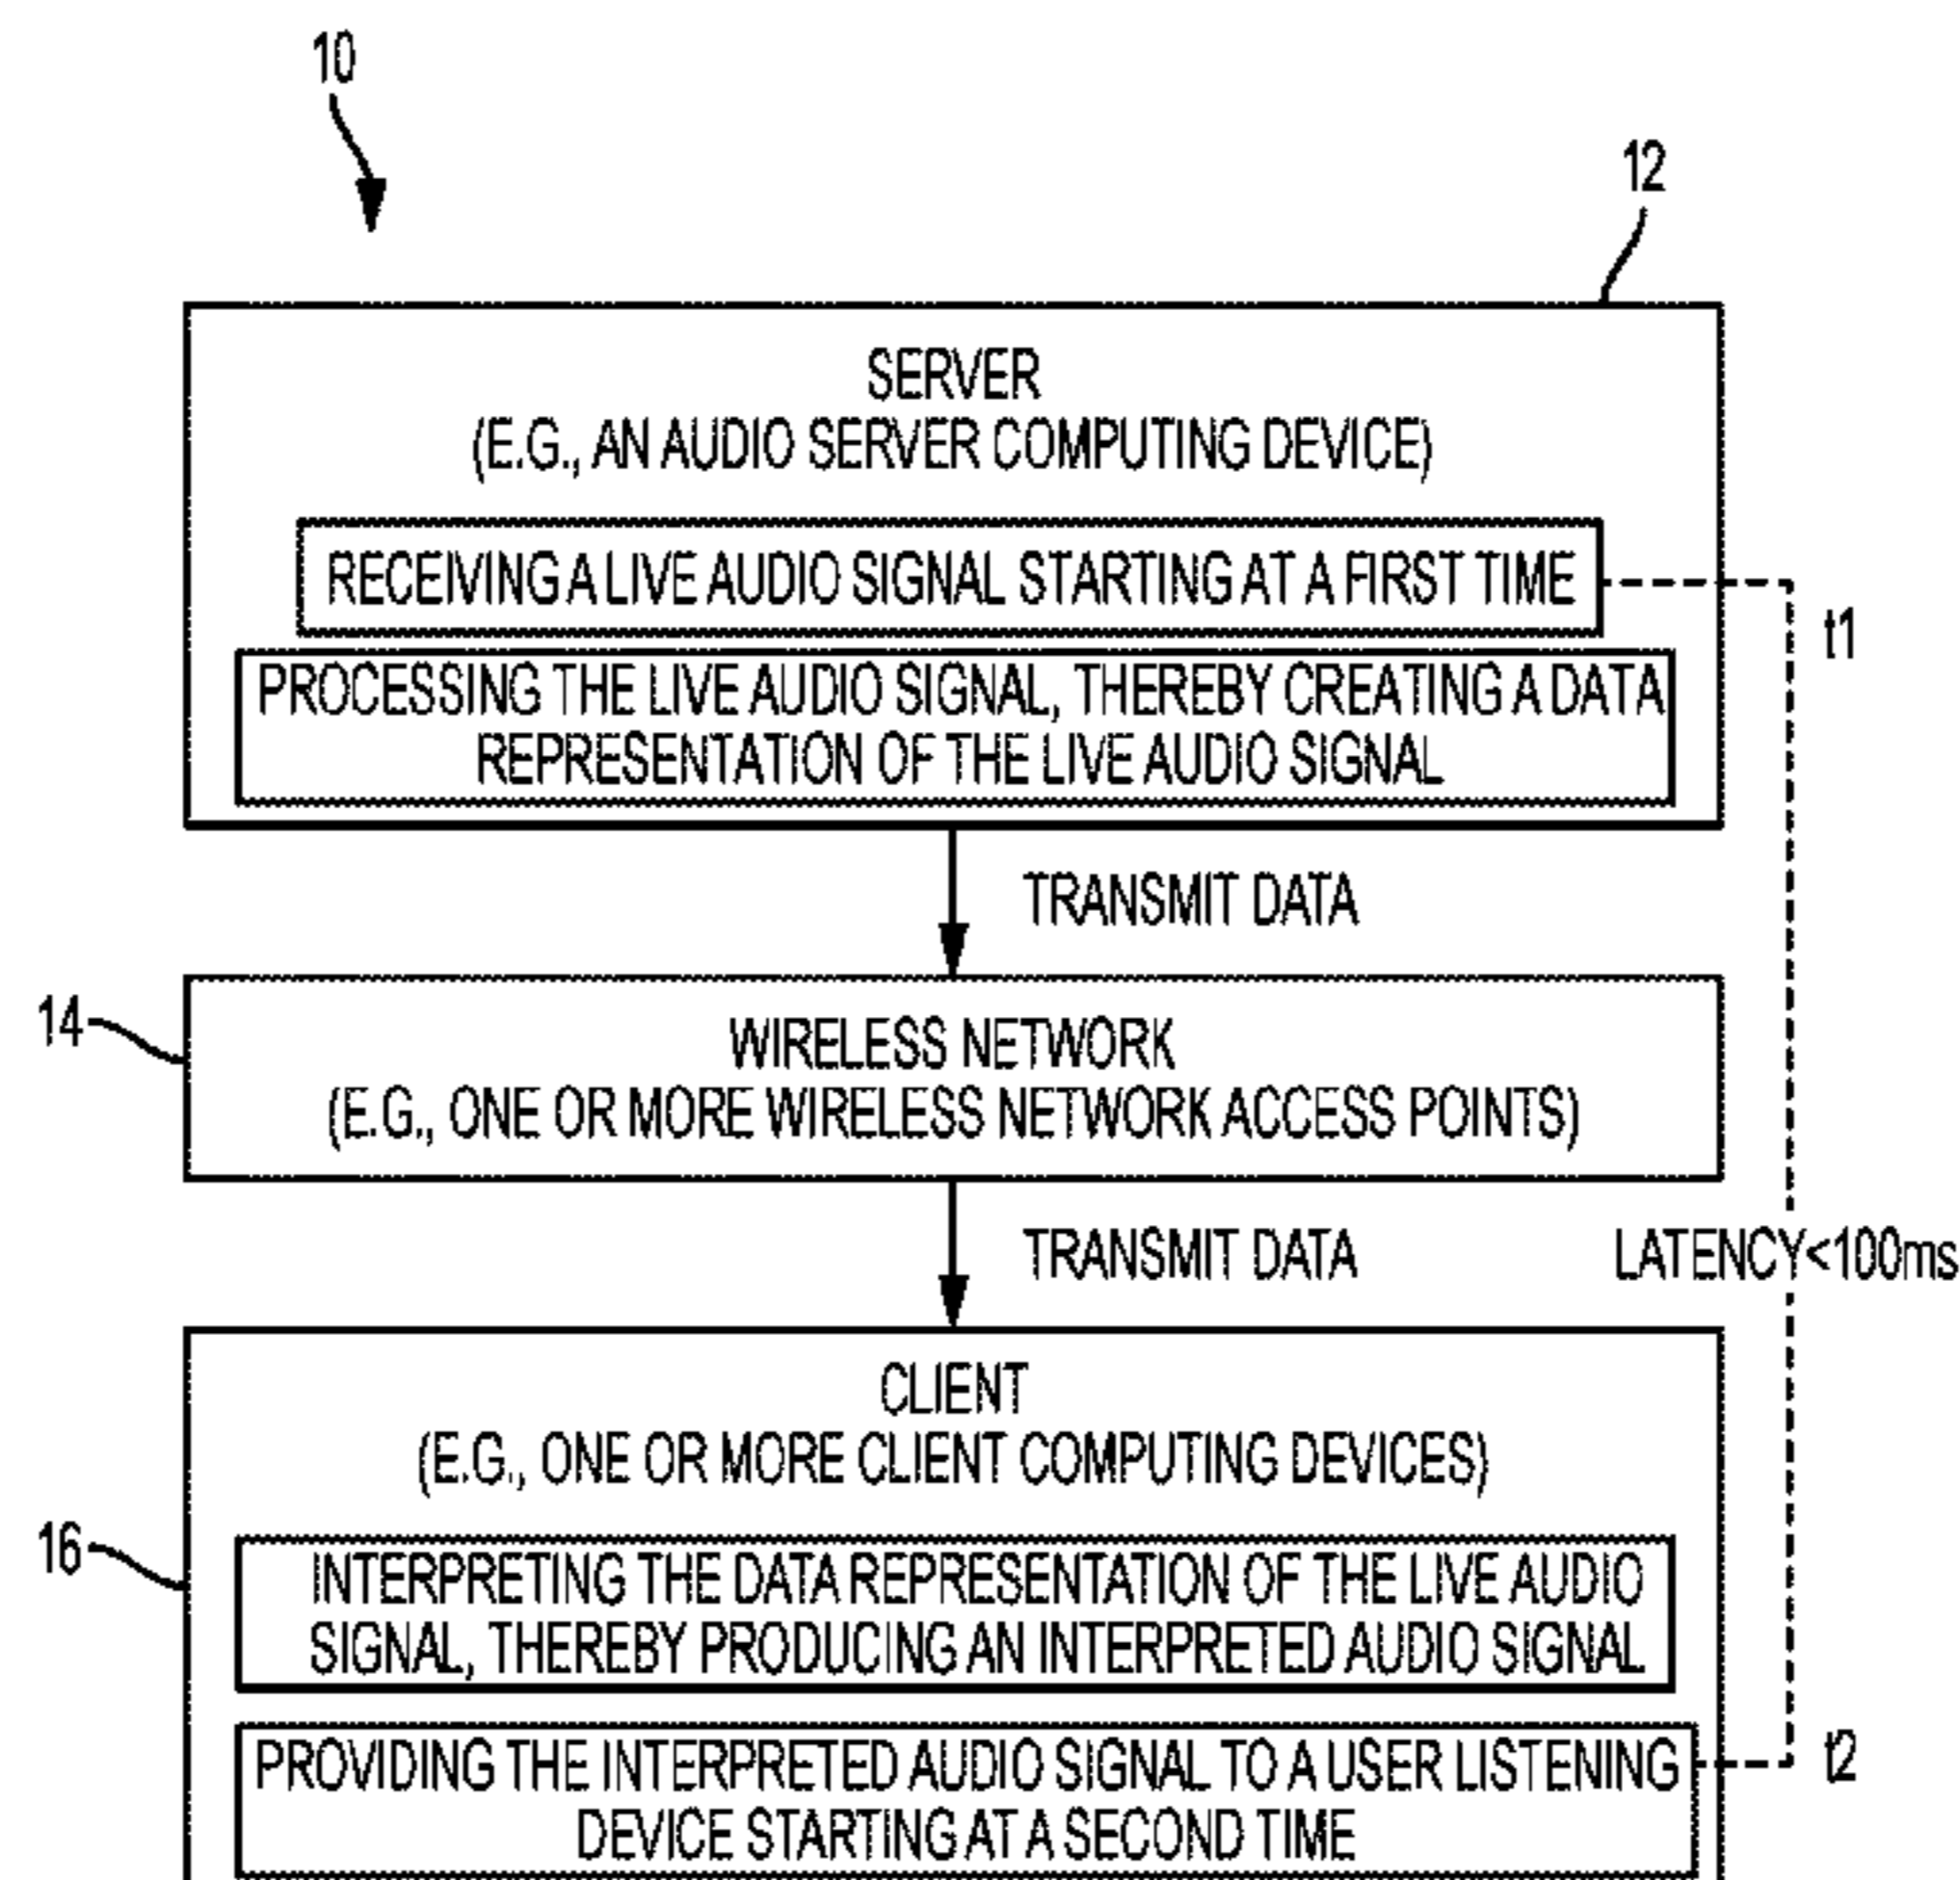 10
12
SERVER
(E.G., AN AUDIO SERVER COMPUTING DEVICE)
RECEIVING A LIVE AUDIO SIGNAL STARTING AT A FIRST TIME
t1
PROCESSING THE LIVE AUDIO SIGNAL, THEREBY CREATING A DATA
REPRESENTATION OF THE LIVE AUDIO SIGNAL
TRANSMIT DATA
14
WIRELESS NETWORK
(E.G., ONE OR MORE WIRELESS NETWORK ACCESS POINTS)
TRANSMIT DATA
LATENCY<100ms
CLIENT
(E.G., ONE OR MORE CLIENT COMPUTING DEVICES)
16
INTERPRETING THE DATA REPRESENTATION OF THE LIVE AUDIO
SIGNAL, THEREBY PRODUCING AN INTERPRETED AUDIO SIGNAL
PROVIDING THE INTERPRETED AUDIO SIGNAL TO A USER LISTENING
DEVICE STARTING AT A SECOND TIME
t2